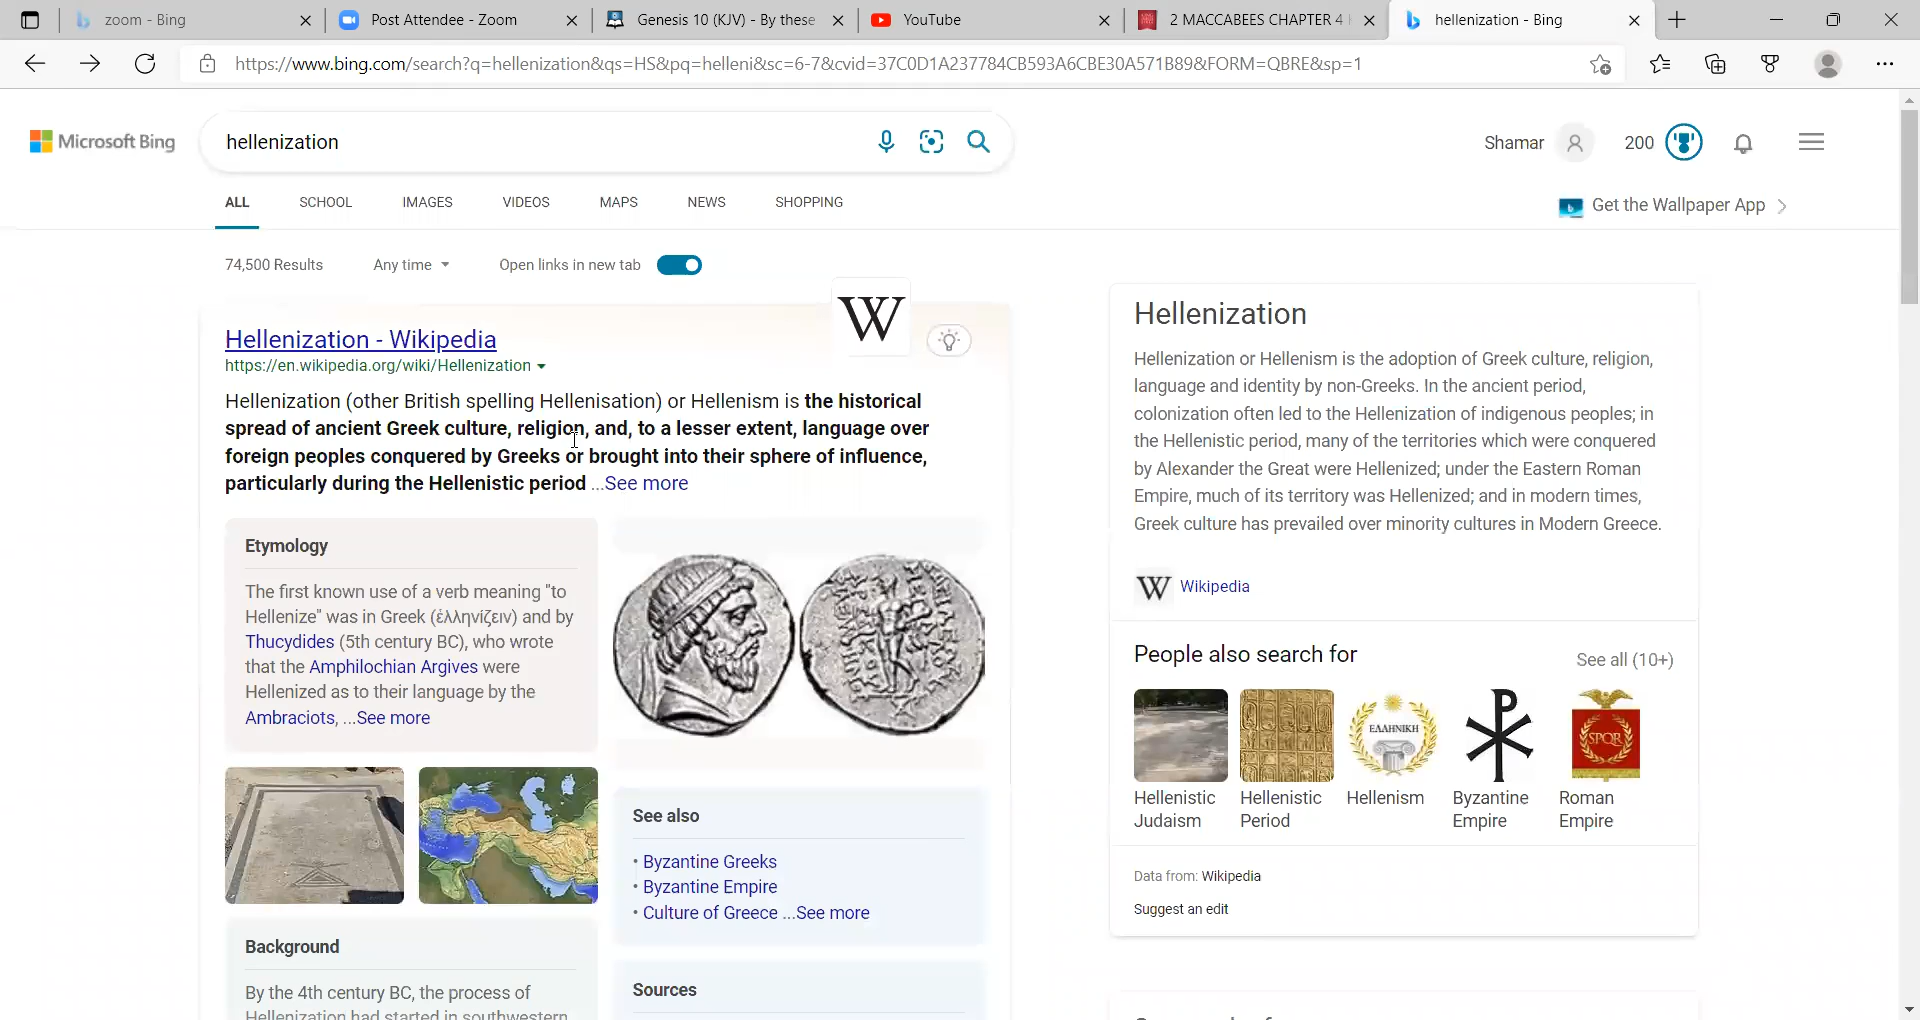 zoom - Bing
Post Attendee - Zoom
Genesis 10 (KJV) - By these
YouTube
2 MACCABEES CHAPTER 4
hellenization - Bing
https://www.bing.com/search?q=hellenization&qs=HS&pq=helleni&sc=6-7&cvid=37C0D1A237784CB593A6CBE30A571B89&FORM=QBRE&sp=1
Microsoft Bing
hellenization
Shamar
200
ALL SCHOOL IMAGES VIDEOS MAPS NEWS SHOPPING
Get the Wallpaper App
74,500 Results
Any time
Open links in new tab
W
Hellenization - Wikipedia
https://en.wikipedia.org/wiki/Hellenization
Hellenization (other British spelling Hellenisation) or Hellenism is the historical
spread of ancient Greek culture, religion, and, to a lesser extent, language over
foreign peoples conquered by Greeks or brought into their sphere of influence,
particularly during the Hellenistic period ...See more
Etymology
The first known use of a verb meaning "to
Hellenize" was in Greek (ἑλληνίζειν) and by
Thucydides (5th century BC), who wrote
that the Amphilochian Argives were
Hellenized as to their language by the
Ambraciots, ...See more
See also
• Byzantine Greeks
• Byzantine Empire
• Culture of Greece ...See more
Background
By the 4th century BC, the process of
Hellenization had started in southwestern
Sources
Hellenization
Hellenization or Hellenism is the adoption of Greek culture, religion,
language and identity by non-Greeks. In the ancient period,
colonization often led to the Hellenization of indigenous peoples; in
the Hellenistic period, many of the territories which were conquered
by Alexander the Great were Hellenized; under the Eastern Roman
Empire, much of its territory was Hellenized; and in modern times,
Greek culture has prevailed over minority cultures in Modern Greece.
W Wikipedia
People also search for
See all (10+)
ΕΛΛΗΝΙΚΗ
SPQR
Hellenistic Judaism
Hellenistic Period
Hellenism
Byzantine Empire
Roman Empire
Data from: Wikipedia
Suggest an edit